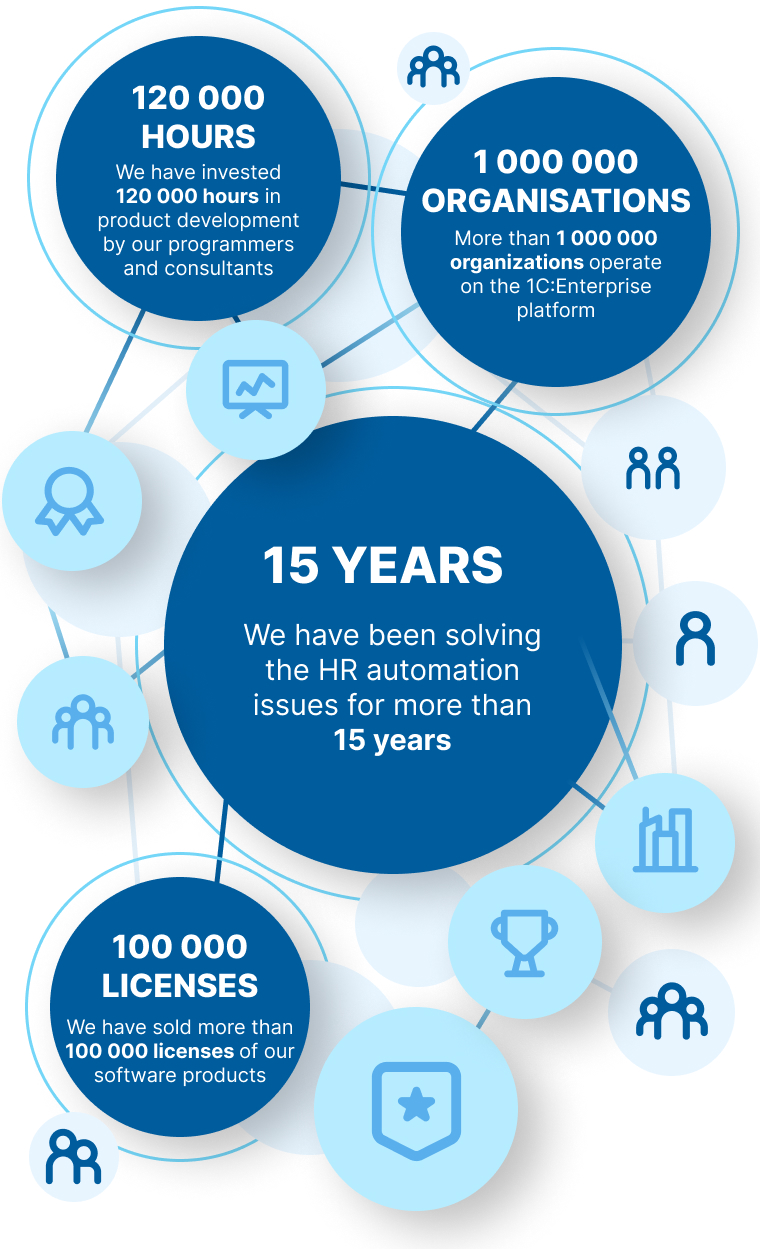 120 000
HOURS
We have invested
120 000 hours in
product development
by our programmers
and consultants
1 000 000
ORGANISATIONS
More than 1 000 000
organizations operate
on the 1C:Enterprise
platform
15 YEARS
We have been solving
the HR automation
issues for more than
15 years
100 000
LICENSES
We have sold more than
100 000 licenses of our
software products